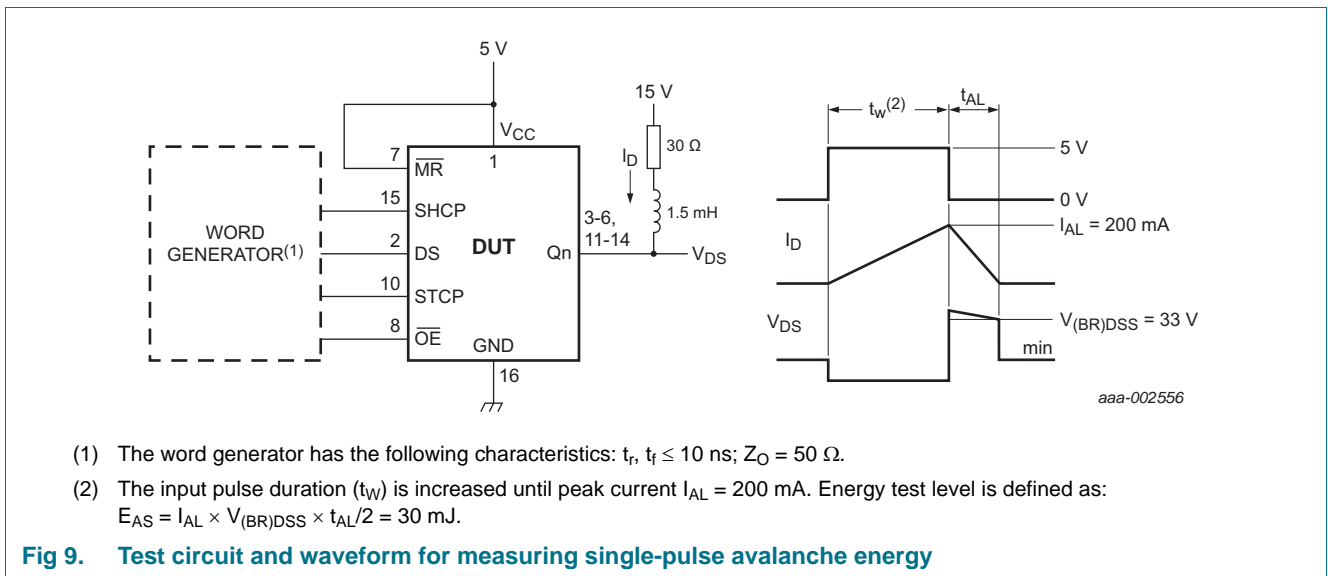 5 V
15 V
VCC
30 Ω
ID
1.5 mH
7
MR
1
15
SHCP
3-6,
11-14
WORD
GENERATOR(1)
2
DS
DUT
Qn
VDS
10
STCP
8
OE
GND
16
tw(2)
tAL
5 V
0 V
IAL = 200 mA
ID
VDS
V(BR)DSS = 33 V
min
aaa-002556
(1) The word generator has the following characteristics: tr, tf ≤ 10 ns; ZO = 50 Ω.
(2) The input pulse duration (tW) is increased until peak current IAL = 200 mA. Energy test level is defined as:
EAS = IAL × V(BR)DSS × tAL/2 = 30 mJ.
Fig 9. Test circuit and waveform for measuring single-pulse avalanche energy